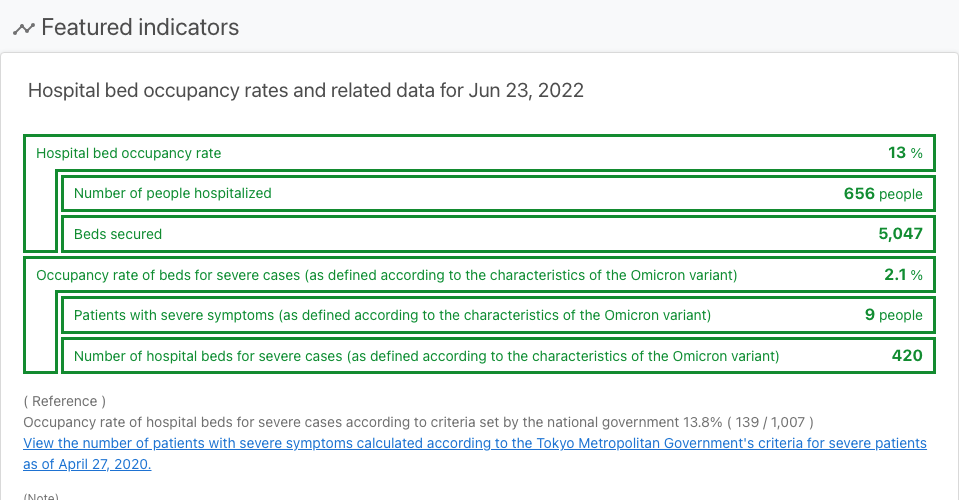 Featured indicators
Hospital bed occupancy rates and related data for Jun 23, 2022
Hospital bed occupancy rate 13 %
Number of people hospitalized 656 people
Beds secured 5,047
Occupancy rate of beds for severe cases (as defined according to the characteristics of the Omicron variant) 2.1 %
Patients with severe symptoms (as defined according to the characteristics of the Omicron variant) 9 people
Number of hospital beds for severe cases (as defined according to the characteristics of the Omicron variant) 420
( Reference )
Occupancy rate of hospital beds for severe cases according to criteria set by the national government 13.8% ( 139 / 1,007 )
View the number of patients with severe symptoms calculated according to the Tokyo Metropolitan Government's criteria for severe patients
as of April 27, 2020.
(Note)